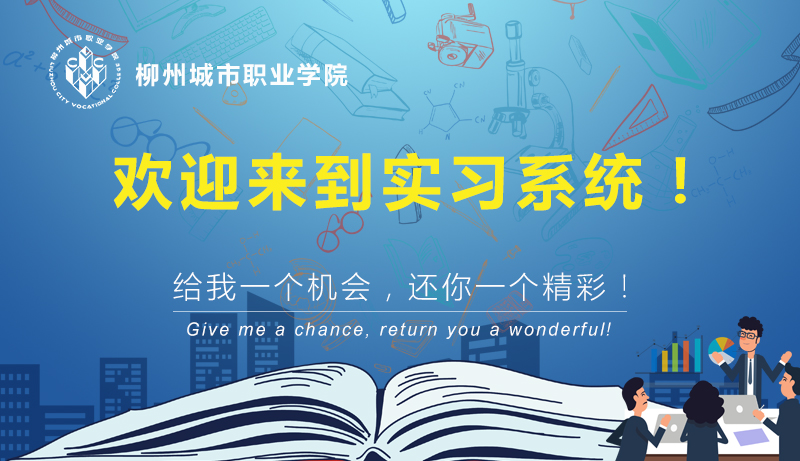 柳州城市职业学院
LIUZHOU CITY VOCATIONAL COLLEGE
柳州城市职业学院
欢迎来到实习系统！
给我一个机会，还你一个精彩！
Give me a chance, return you a wonderful!